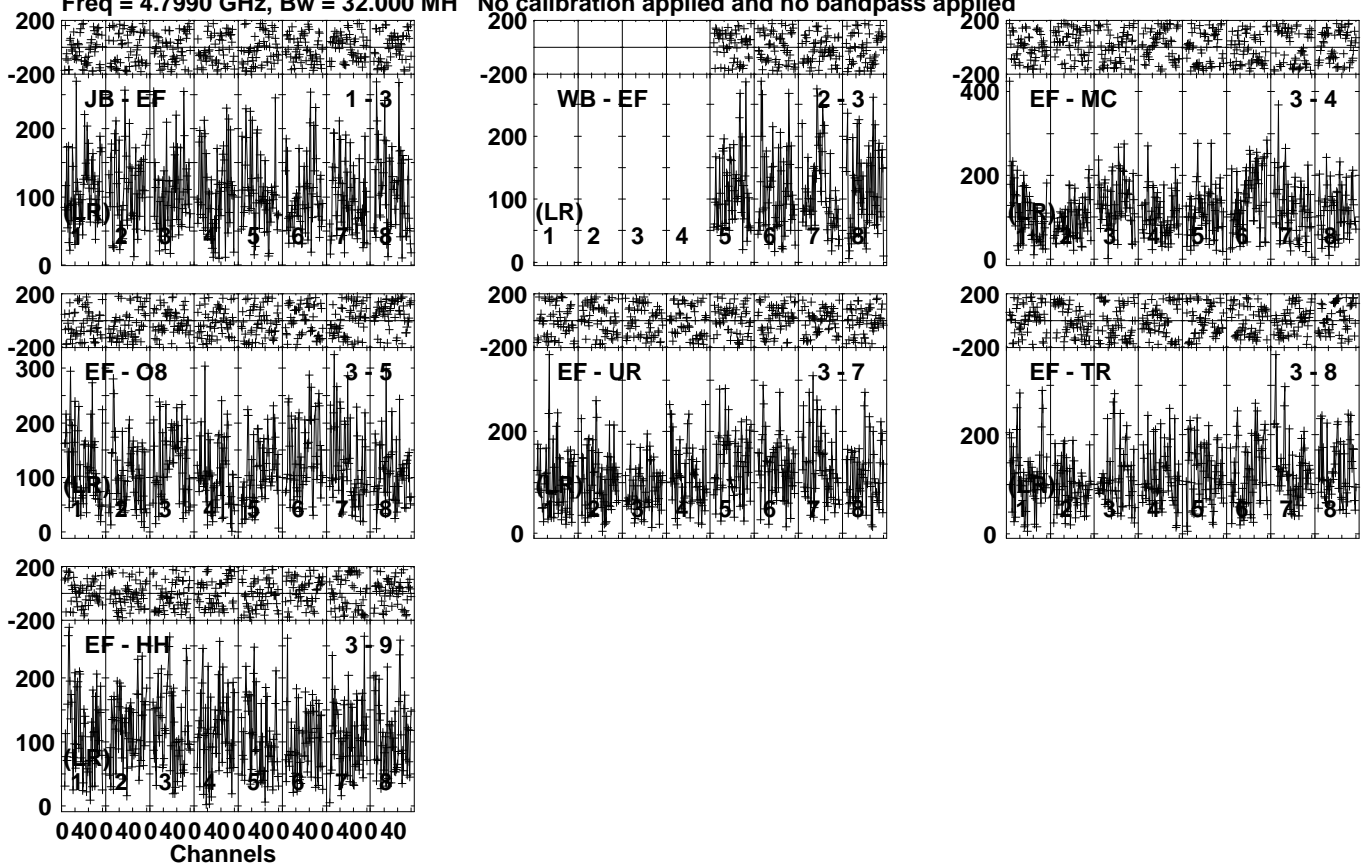 Freq = 4.7990 GHz, Bw = 32.000 MH   No calibration applied and no bandpass applied
200
-200
JB - EF 1 - 3
200
100
0
(LR)
1 2 3 4 5 6 7 8
200
-200
WB - EF 2 - 3
200
100
0
(LR)
1 2 3 4 5 6 7 8
200
-200
400
EF - MC 3 - 4
200
0
(LR)
1 2 3 4 5 6 7 8
200
-200
300
EF - O8 3 - 5
200
100
0
(LR)
1 2 3 4 5 6 7 8
200
-200
EF - UR 3 - 7
200
0
(LR)
1 2 3 4 5 6 7 8
200
-200
EF - TR 3 - 8
200
0
(LR)
1 2 3 4 5 6 7 8
200
-200
EF - HH 3 - 9
200
100
0
(LR)
1 2 3 4 5 6 7 8
0 40 0 40 0 40 0 40 0 40 0 40 0 40 0 40
Channels